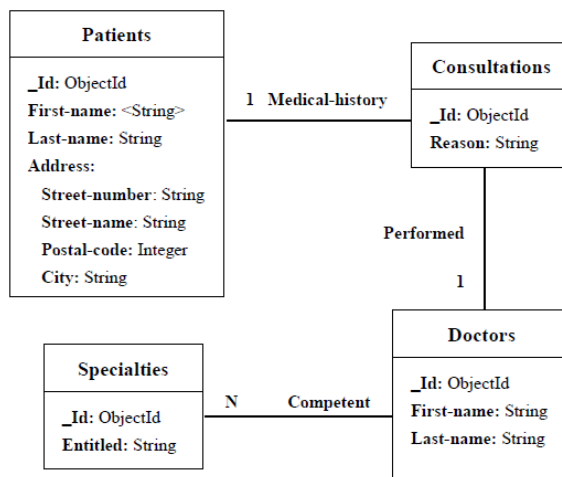 Patients
_Id: ObjectId
First-name: <String>
Last-name: String
Address:
Street-number: String
Street-name: String
Postal-code: Integer
City: String
1 Medical-history
Consultations
_Id: ObjectId
Reason: String
Performed
1
Doctors
_Id: ObjectId
First-name: String
Last-name: String
N Competent
Specialties
_Id: ObjectId
Entitled: String